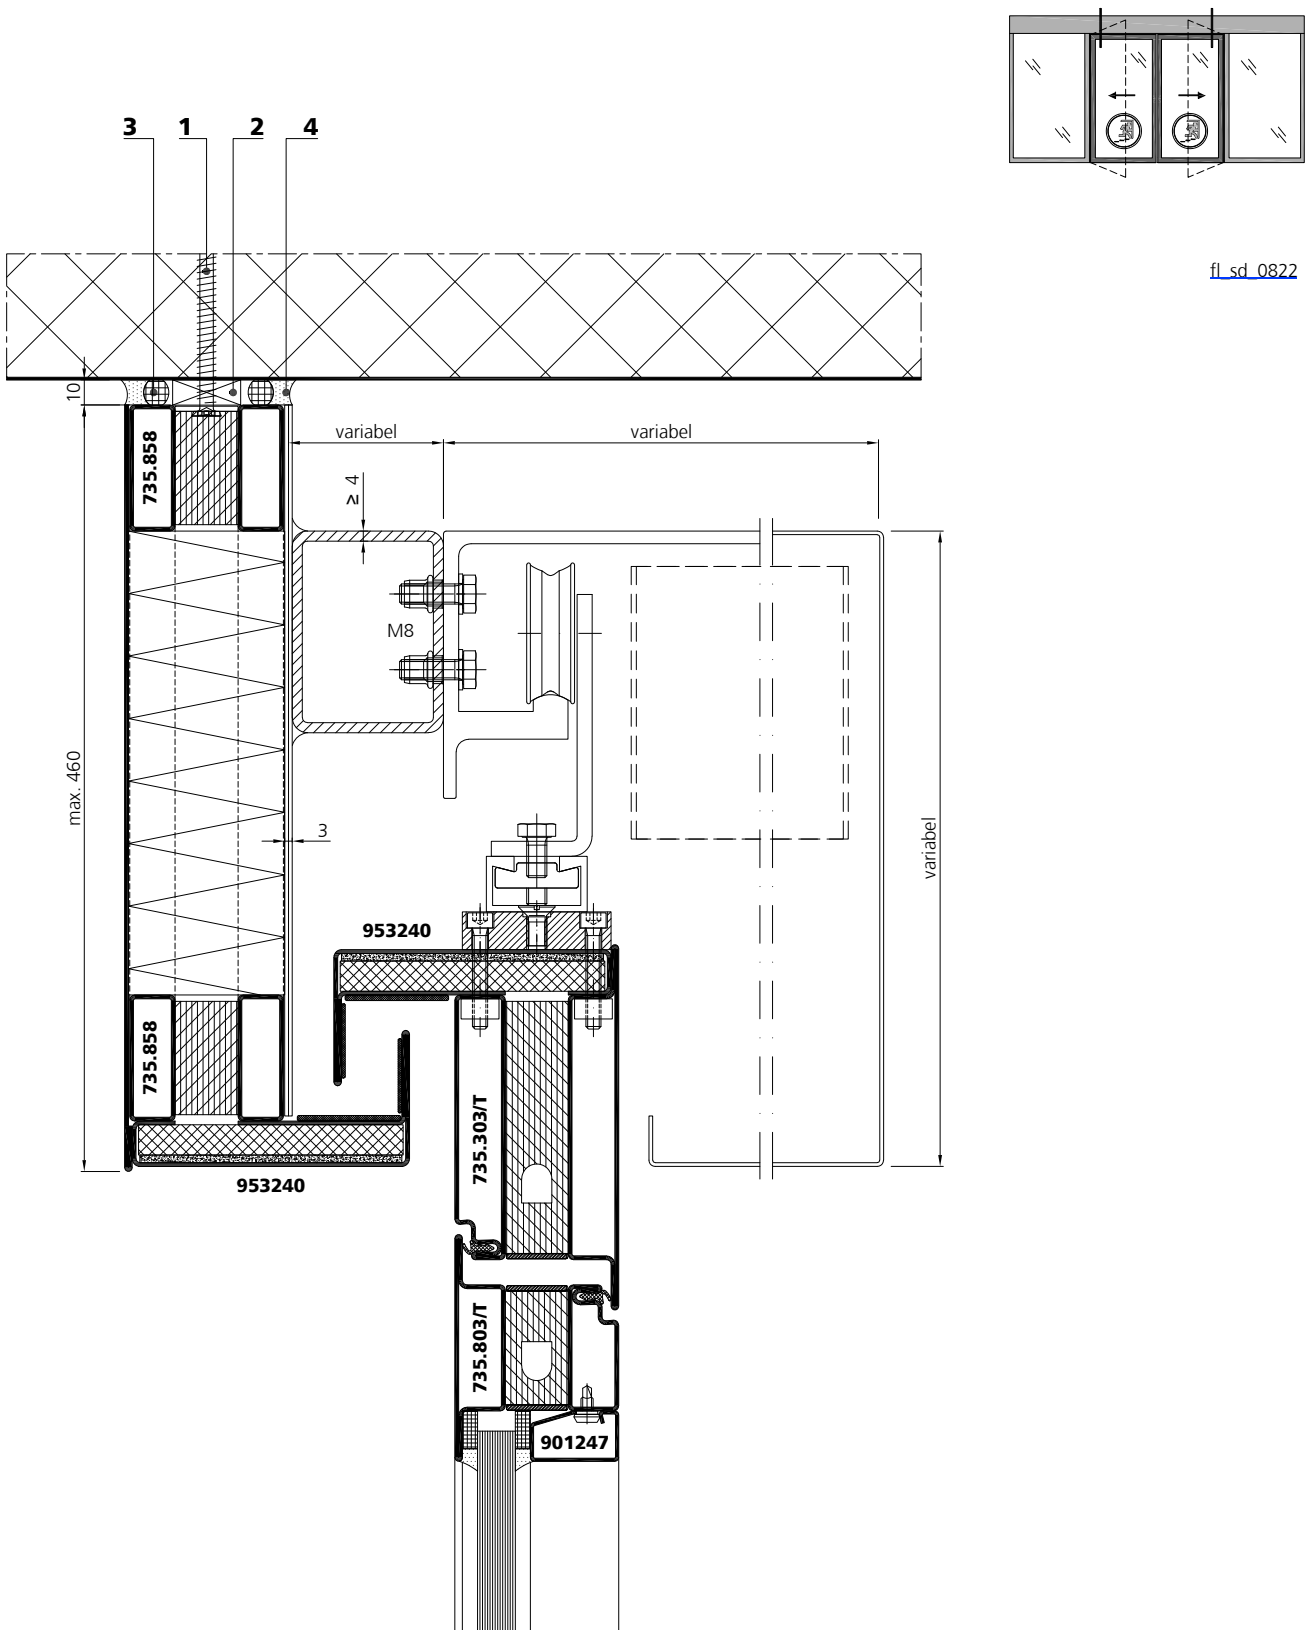 3 1 2 4
fl_sd_0822
10
735.858
variabel
variabel
≥ 4
M8
max. 460
3
variabel
953240
735.858
735.303/T
953240
735.803/T
901247